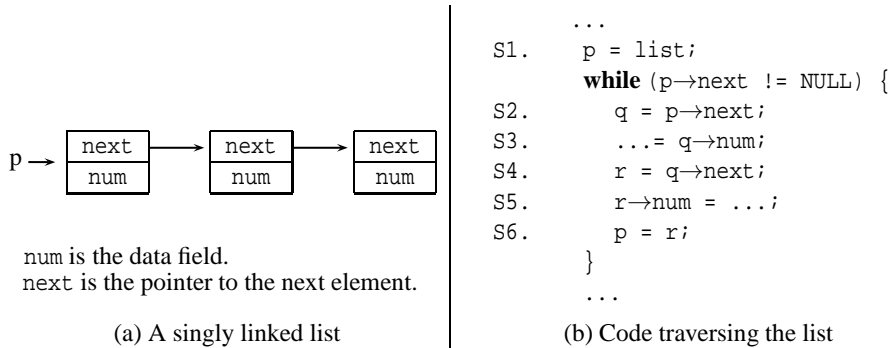 p→ next next next
num num num
num is the data field.
next is the pointer to the next element.
(a) A singly linked list
...
S1. p = list;
while (p→next != NULL) {
S2. q = p→next;
S3. ...= q→num;
S4. r = q→next;
S5. r→num = ...;
S6. p = r;
}
...
(b) Code traversing the list